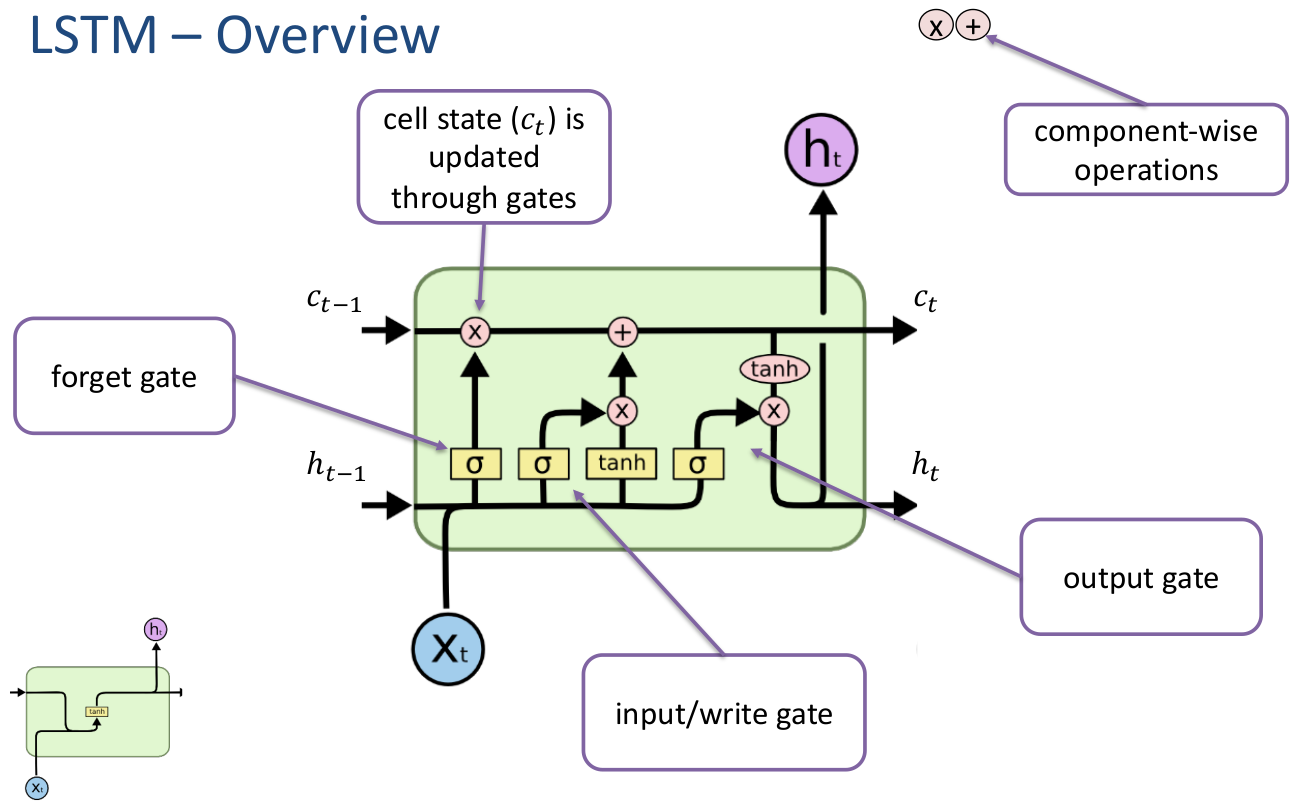 LSTM – Overview
x +
component-wise
operations
cell state (c_t) is
updated
through gates
h_t
c_{t−1}
c_t
x
+
tanh
forget gate
x
x
h_{t−1}
σ
σ
tanh
σ
h_t
output gate
x_t
input/write gate
h_t
tanh
x_t